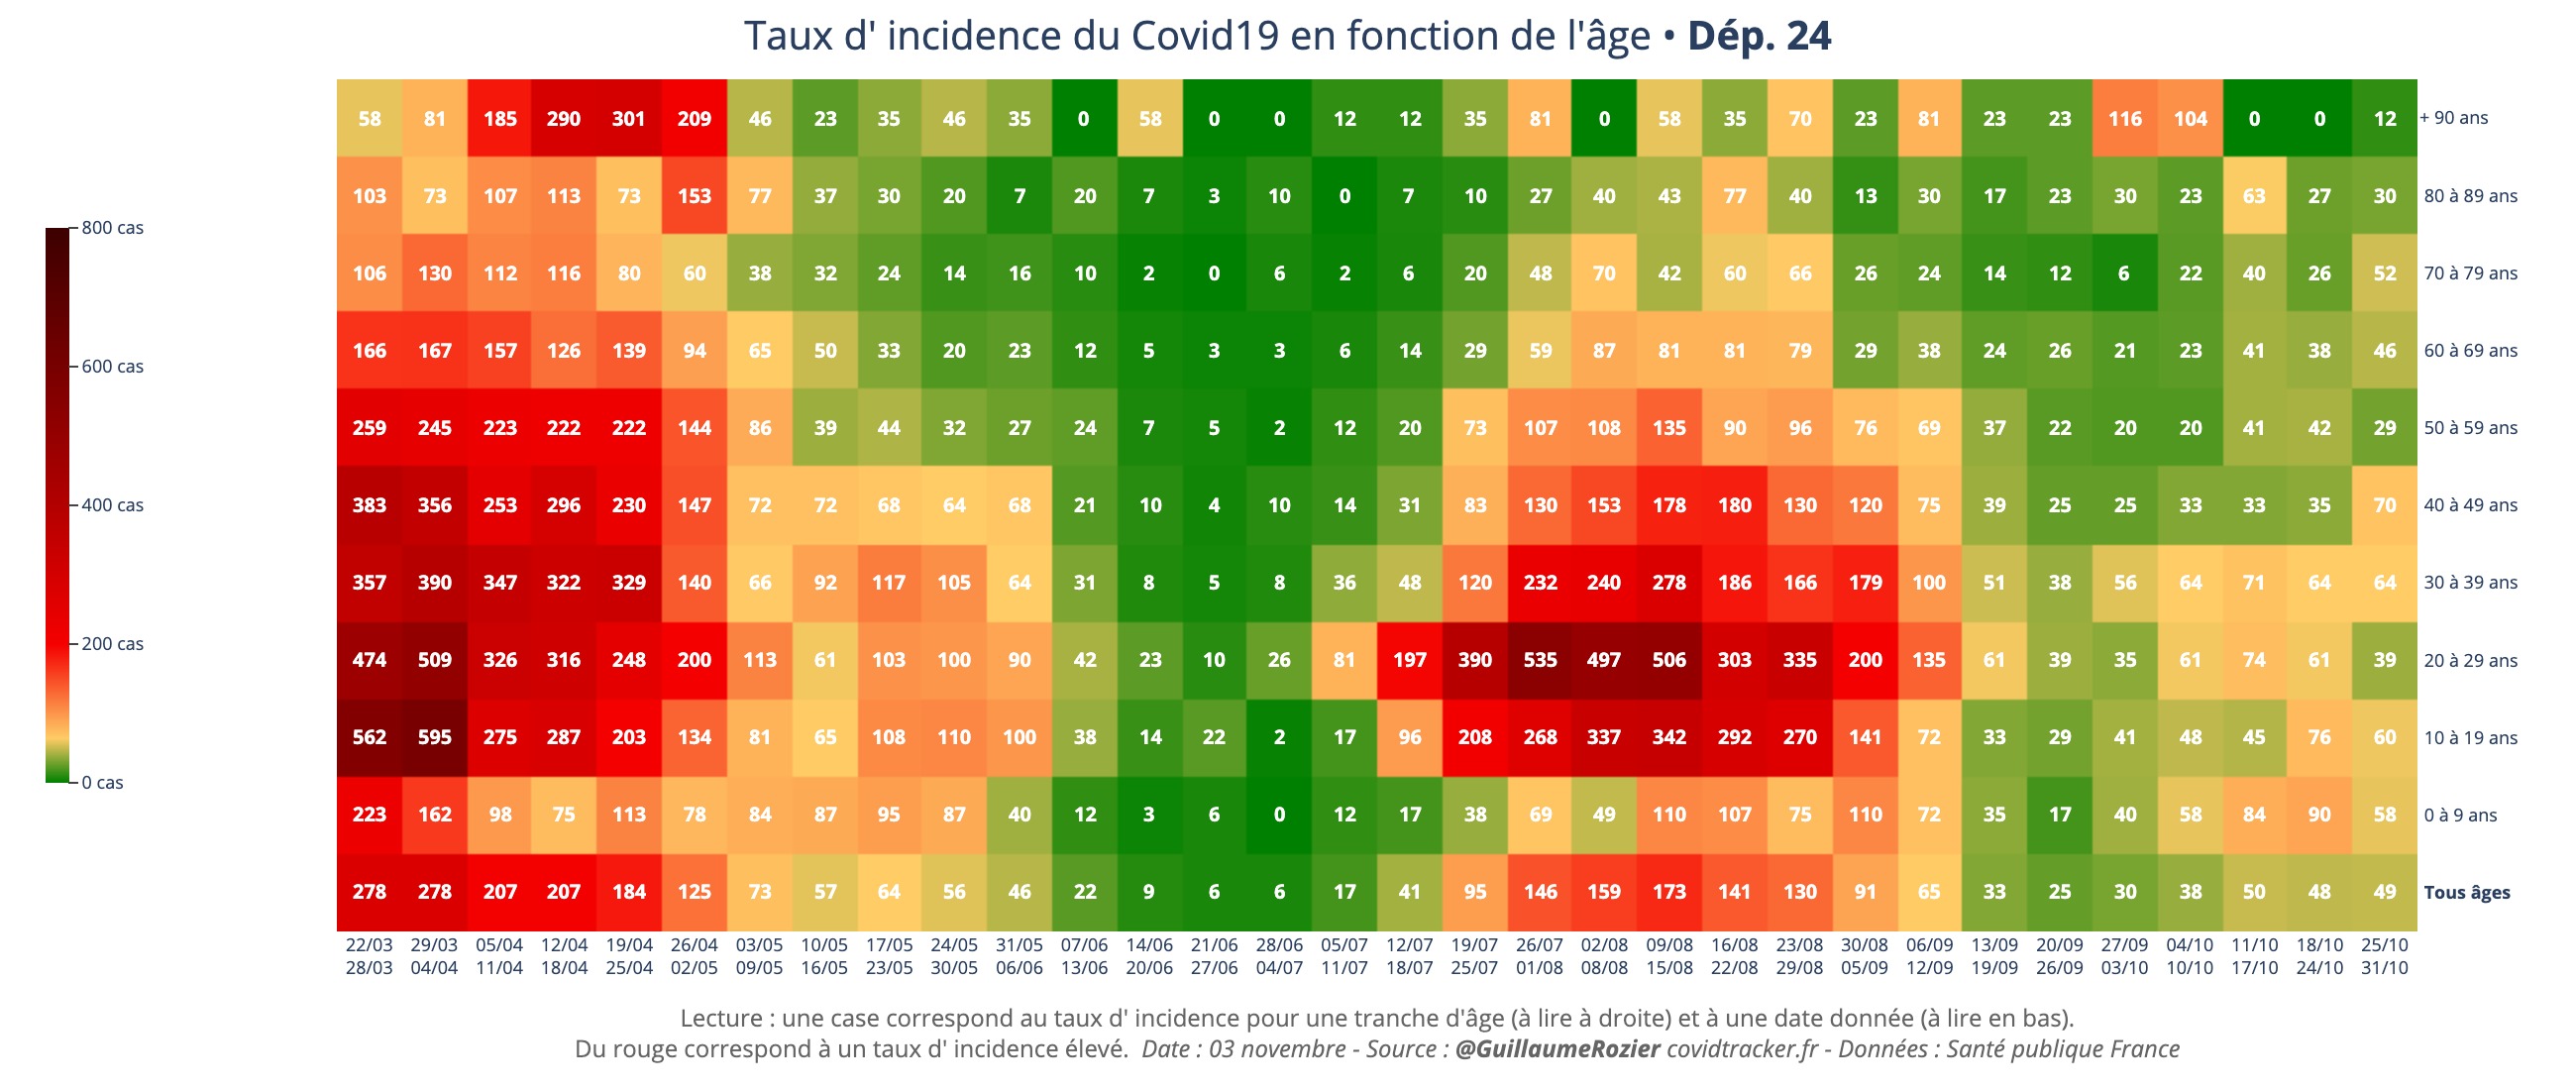 Taux d' incidence du Covid19 en fonction de l'âge • Dép. 24
800 cas
600 cas
400 cas
200 cas
0 cas
58 81 185 290 301 209 46 23 35 46 35 0 58 0 0 12 12 35 81 0 58 35 70 23 81 23 23 116 104 0 0 12 + 90 ans
103 73 107 113 73 153 77 37 30 20 7 20 7 3 10 0 7 10 27 40 43 77 40 13 30 17 23 30 23 63 27 30 80 à 89 ans
106 130 112 116 80 60 38 32 24 14 16 10 2 0 6 2 6 20 48 70 42 60 66 26 24 14 12 6 22 40 26 52 70 à 79 ans
166 167 157 126 139 94 65 50 33 20 23 12 5 3 3 6 14 29 59 87 81 81 79 29 38 24 26 21 23 41 38 46 60 à 69 ans
259 245 223 222 222 144 86 39 44 32 27 24 7 5 2 12 20 73 107 108 135 90 96 76 69 37 22 20 20 41 42 29 50 à 59 ans
383 356 253 296 230 147 72 72 68 64 68 21 10 4 10 14 31 83 130 153 178 180 130 120 75 39 25 25 33 33 35 70 40 à 49 ans
357 390 347 322 329 140 66 92 117 105 64 31 8 5 8 36 48 120 232 240 278 186 166 179 100 51 38 56 64 71 64 64 30 à 39 ans
474 509 326 316 248 200 113 61 103 100 90 42 23 10 26 81 197 390 535 497 506 303 335 200 135 61 39 35 61 74 61 39 20 à 29 ans
562 595 275 287 203 134 81 65 108 110 100 38 14 22 2 17 96 208 268 337 342 292 270 141 72 33 29 41 48 45 76 60 10 à 19 ans
223 162 98 75 113 78 84 87 95 87 40 12 3 6 0 12 17 38 69 49 110 107 75 110 72 35 17 40 58 84 90 58 0 à 9 ans
278 278 207 207 184 125 73 57 64 56 46 22 9 6 6 17 41 95 146 159 173 141 130 91 65 33 25 30 38 50 48 49 Tous âges
22/03 29/03 05/04 12/04 19/04 26/04 03/05 10/05 17/05 24/05 31/05 07/06 14/06 21/06 28/06 05/07 12/07 19/07 26/07 02/08 09/08 16/08 23/08 30/08 06/09 13/09 20/09 27/09 04/10 11/10 18/10 25/10
28/03 04/04 11/04 18/04 25/04 02/05 09/05 16/05 23/05 30/05 06/06 13/06 20/06 27/06 04/07 11/07 18/07 25/07 01/08 08/08 15/08 22/08 29/08 05/09 12/09 19/09 26/09 03/10 10/10 17/10 24/10 31/10
Lecture : une case correspond au taux d' incidence pour une tranche d'âge (à lire à droite) et à une date donnée (à lire en bas).
Du rouge correspond à un taux d' incidence élevé. Date : 03 novembre - Source : @GuillaumeRozier covidtracker.fr - Données : Santé publique France